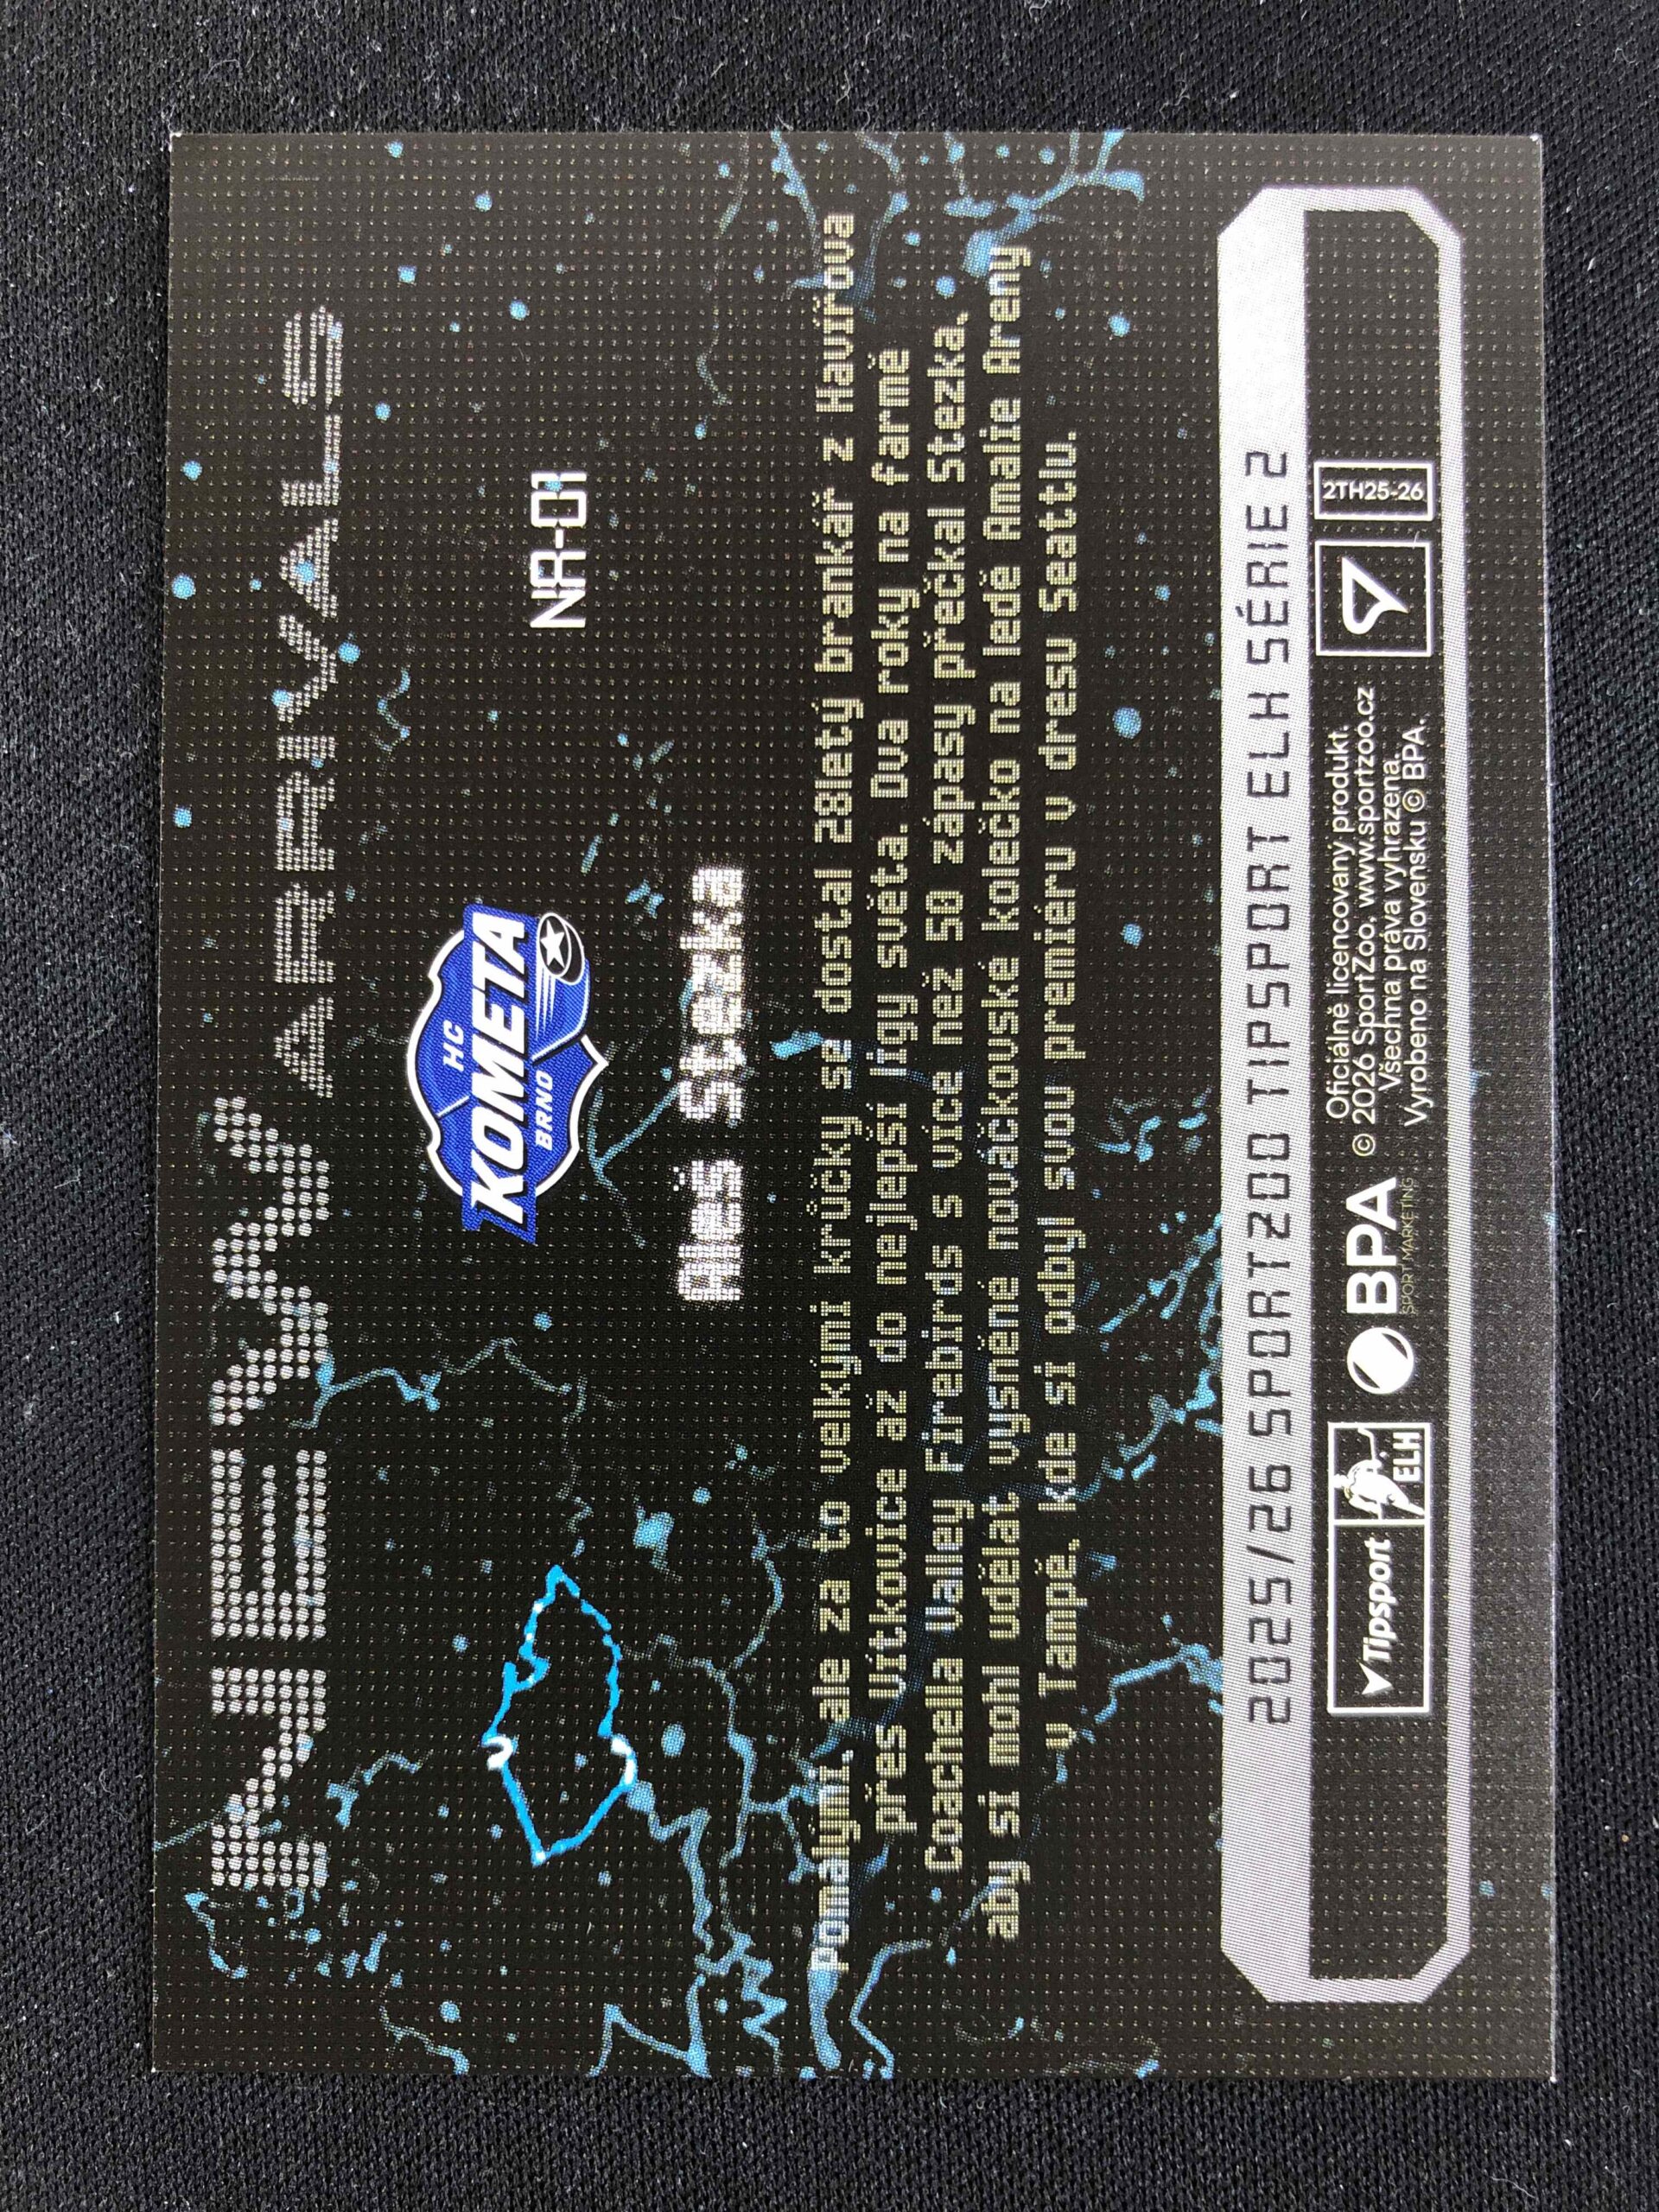 NEW ARRIVALS
NR-01
HC
KOMETA
BRNO
Aleš Stezka
Pomalými, ale za to velkými krůčky se dostal 28letý brankář z Havířova
přes Vítkovice až do nejlepší ligy světa. Dva roky na farmě
Coachella Valley Firebirds s více než 50 zápasy přečkal Stezka,
aby si mohl udělat vysněné nováčkovské kolečko na ledě Amalie Areny
v Tampě, kde si odbyl svou premiéru v dresu Seattlu.
2025/26 SPORTZOO TIPSPORT ELH SÉRIE 2
Tipsport
ELH
BPA
SPORT MARKETING
Oficiálně licencovaný produkt.
© 2026 SportZoo, www.sportzoo.cz
Všechna práva vyhrazena.
Vyrobeno na Slovensku © BPA.
2TH25-26